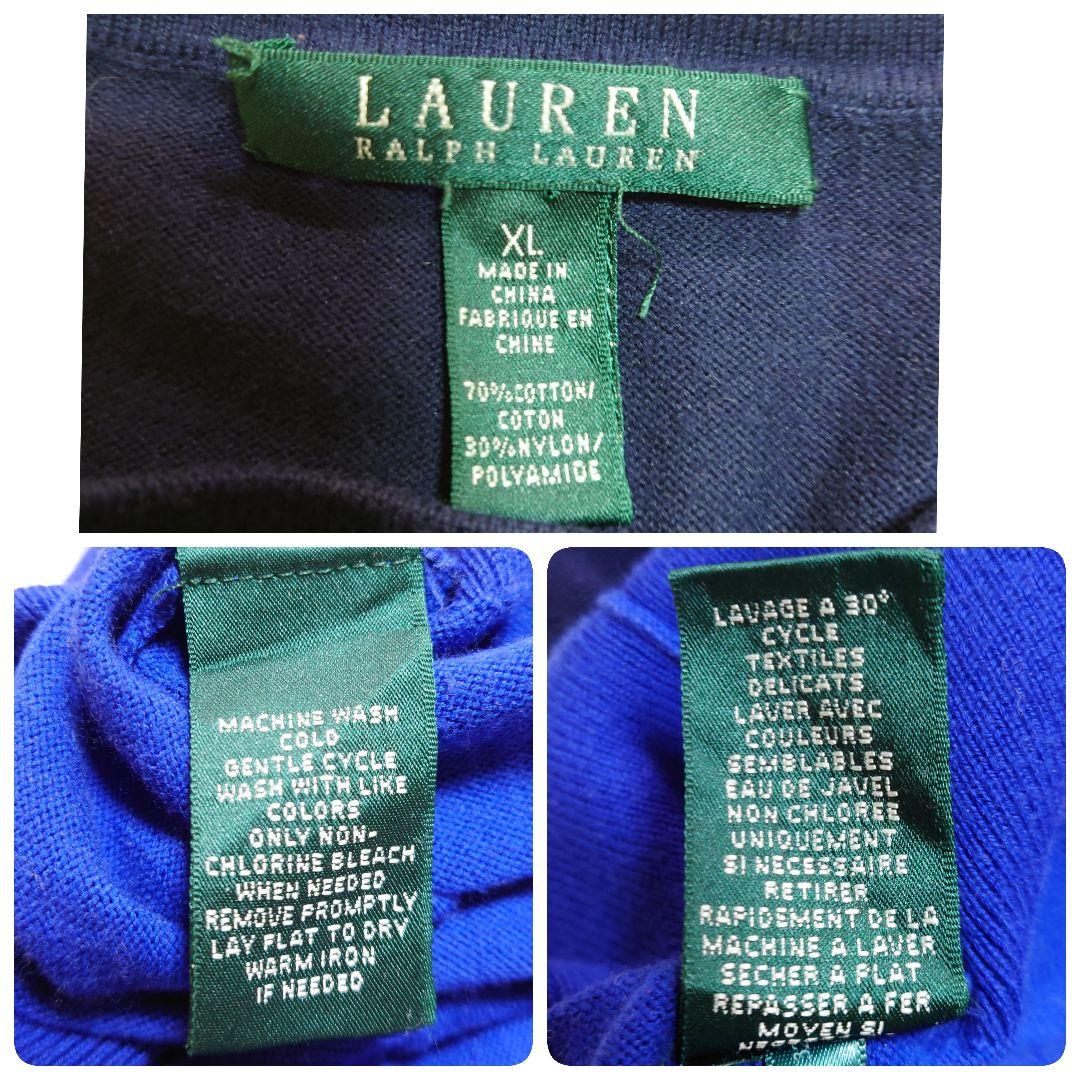 LAUREN
RALPH LAUREN
XL
MADE IN
CHINA
FABRIQUE EN
CHINE
70%COTTON/
COTON
30%NYLON/
POLYAMIDE
MACHINE WASH
COLD
GENTLE CYCLE
WASH WITH LIKE
COLORS
ONLY NON-
CHLORINE BLEACH
WHEN NEEDED
REMOVE PROMPTLY
LAY FLAT TO DRY
WARM IRON
IF NEEDED
LAVAGE A 30°
CYCLE
TEXTILES
DELICATS
LAVER AVEC
COULEURS
SEMBLABLES
EAU DE JAVEL
NON CHLOREE
UNIQUEMENT
SI NECESSAIRE
RETIRER
RAPIDEMENT DE LA
MACHINE A LAVER
SECHER A PLAT
REPASSER A FER
MOYEN SI